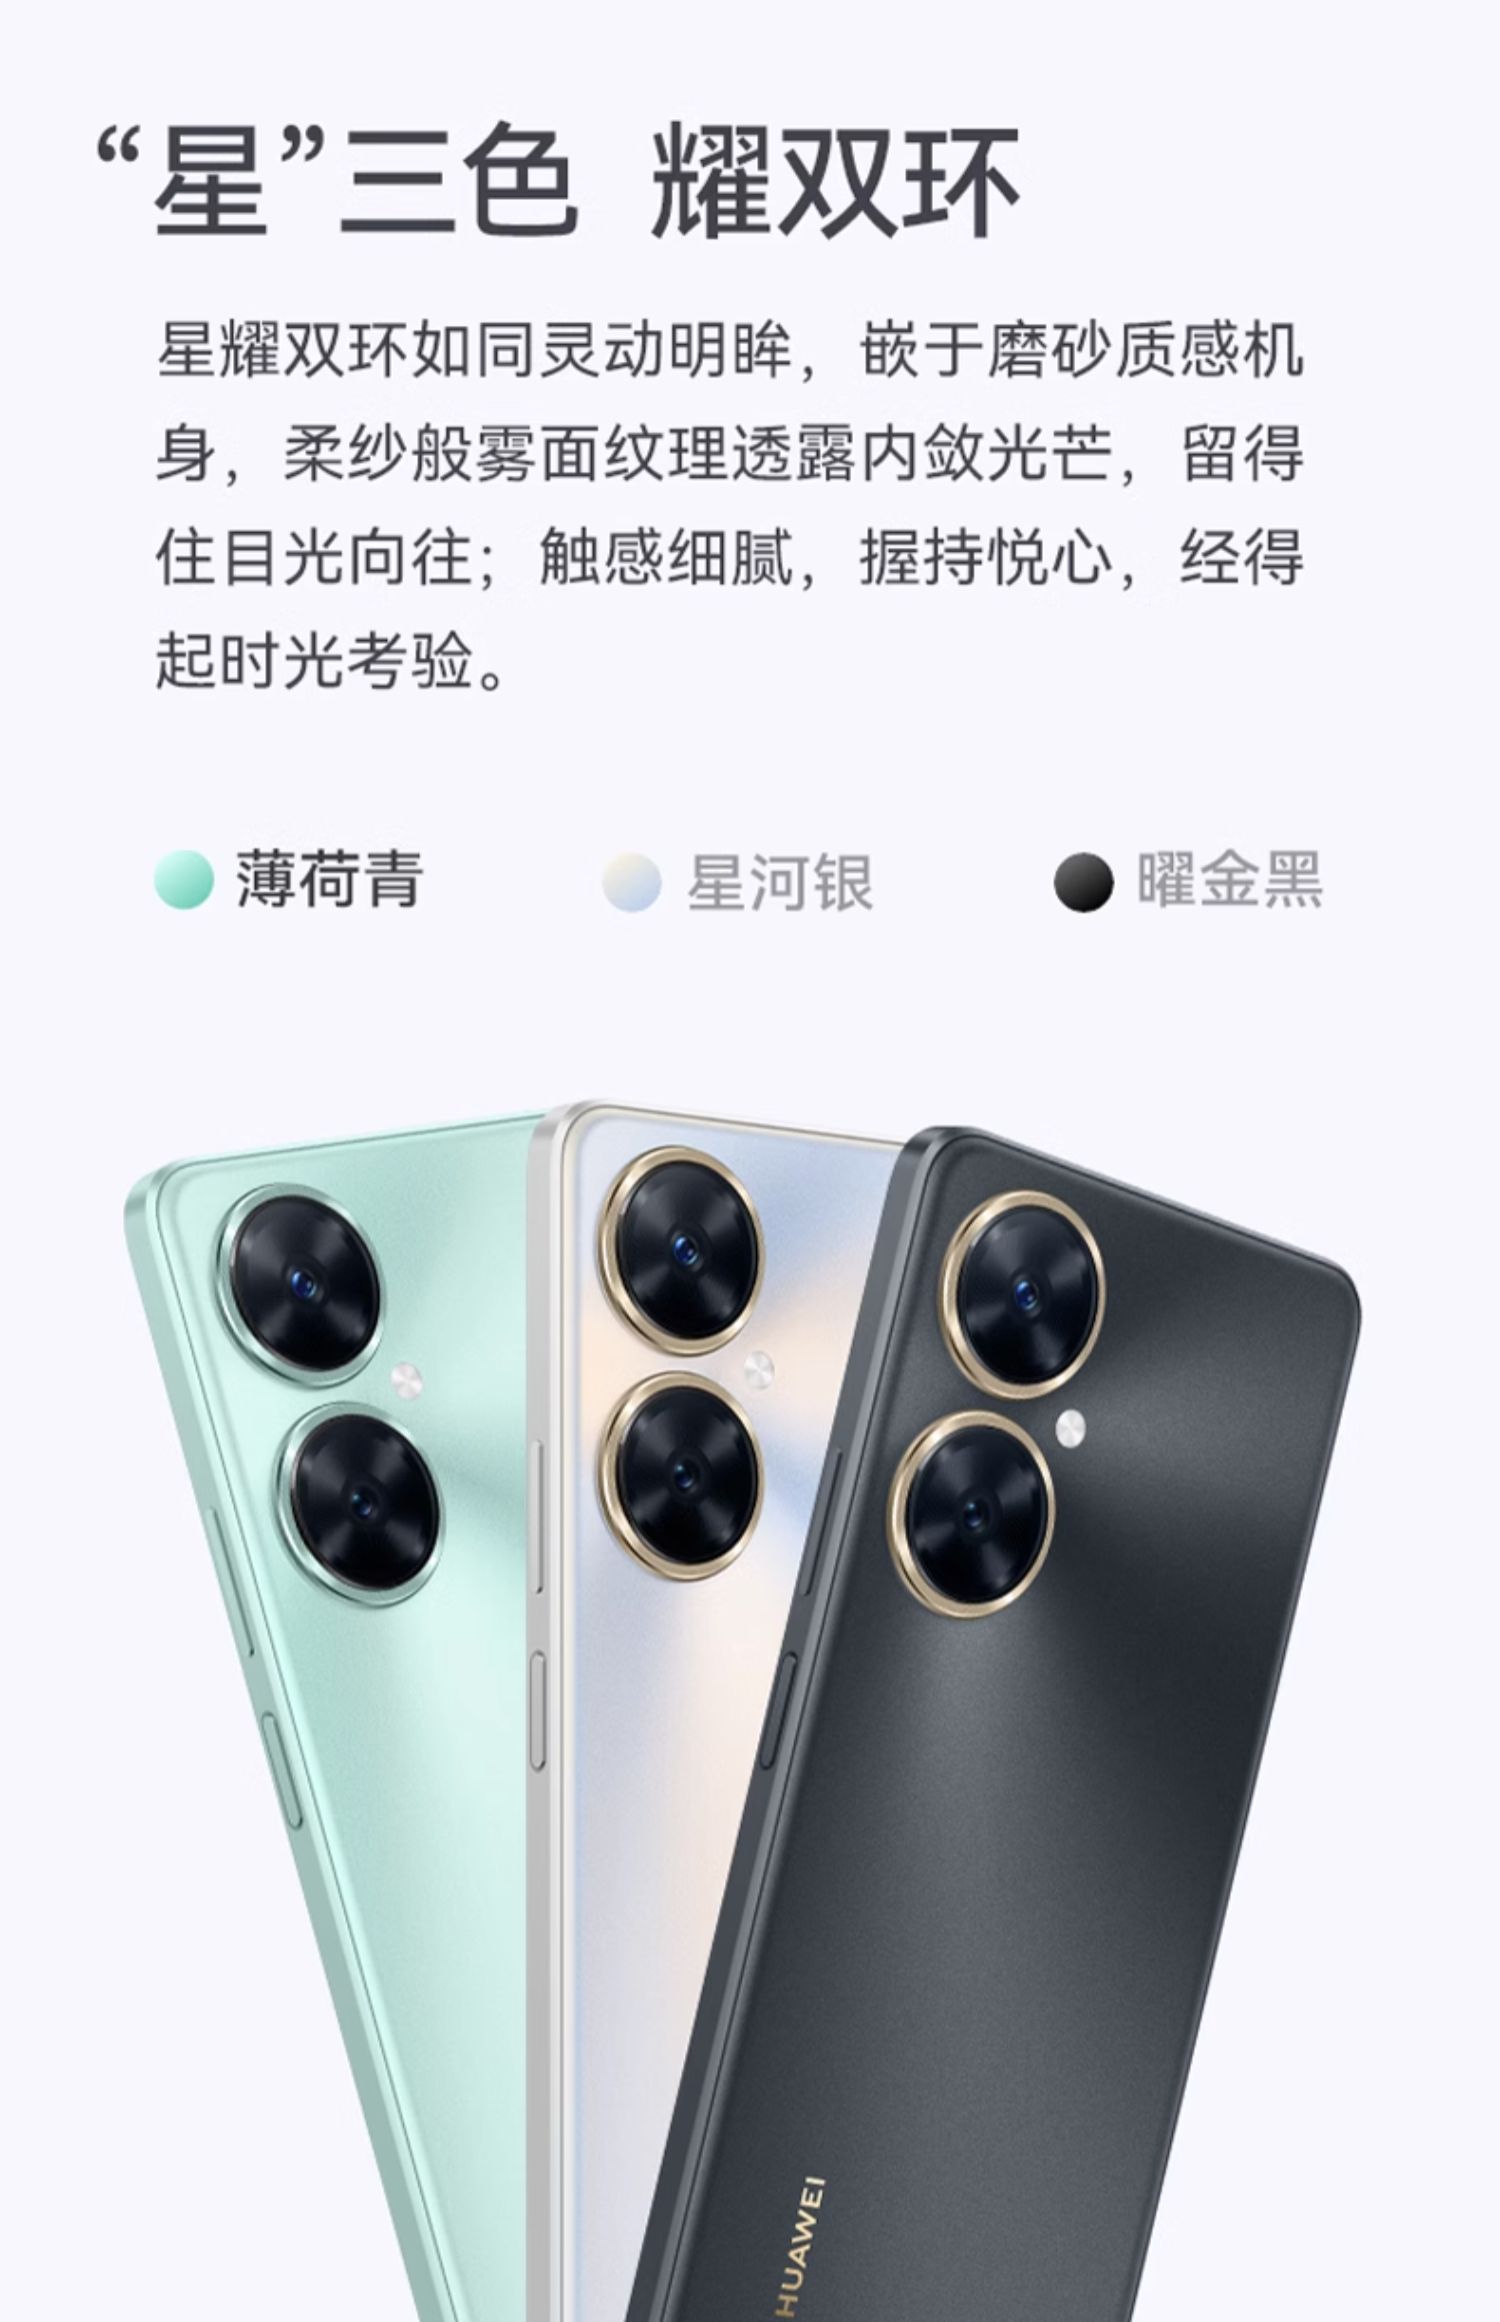 “星”三色 耀双环
星耀双环如同灵动明眸，嵌于磨砂质感机
身，柔纱般雾面纹理透露内敛光芒，留得
住目光向往；触感细腻，握持悦心，经得
起时光考验。
薄荷青 星河银 曜金黑
HUAWEI